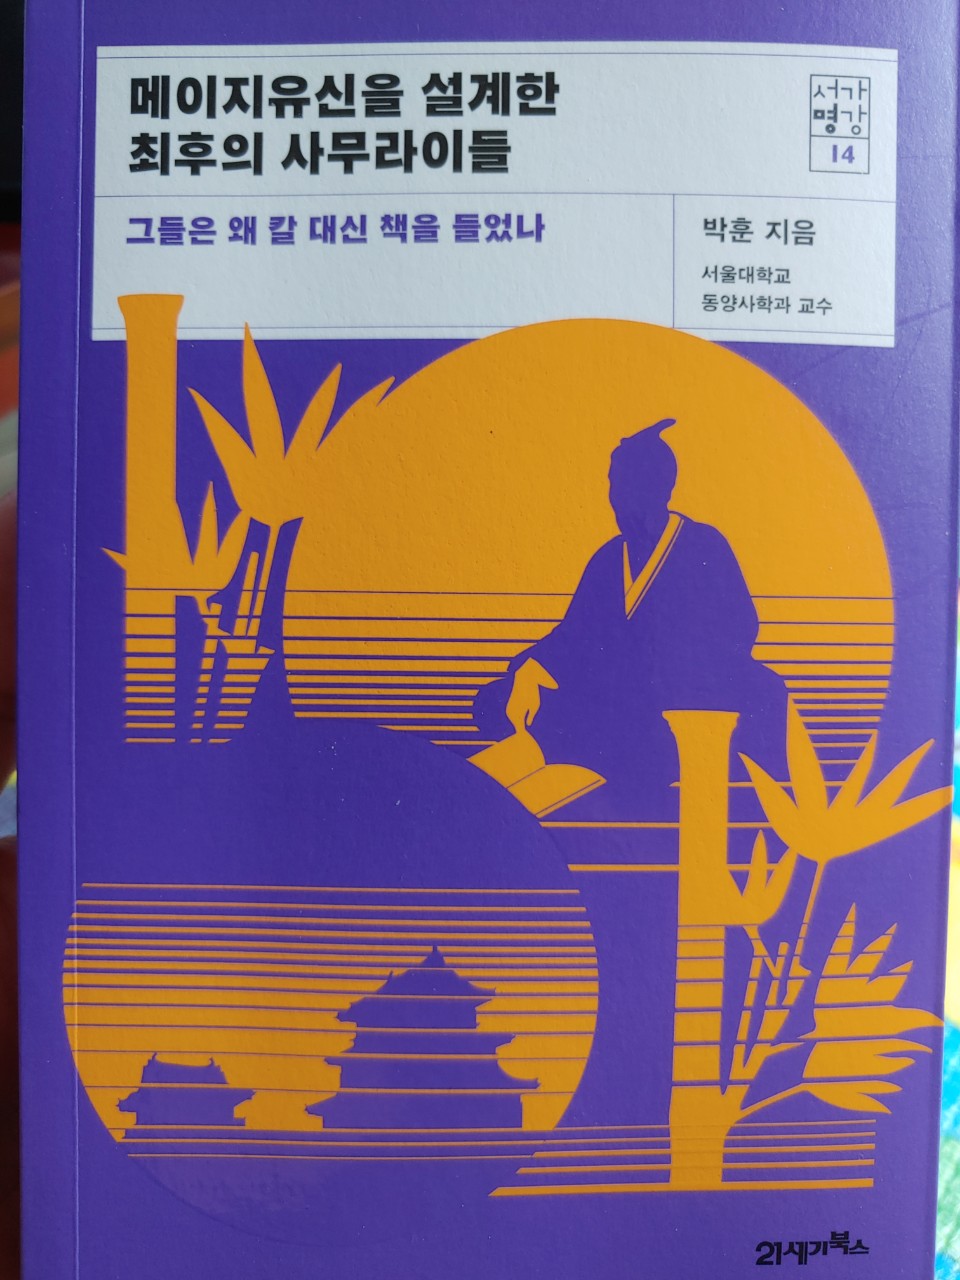 메이지유신을 설계한
최후의 사무라이들
서가
명강
14
그들은 왜 칼 대신 책을 들었나
박훈 지음
서울대학교
동양사학과 교수
21세기북스